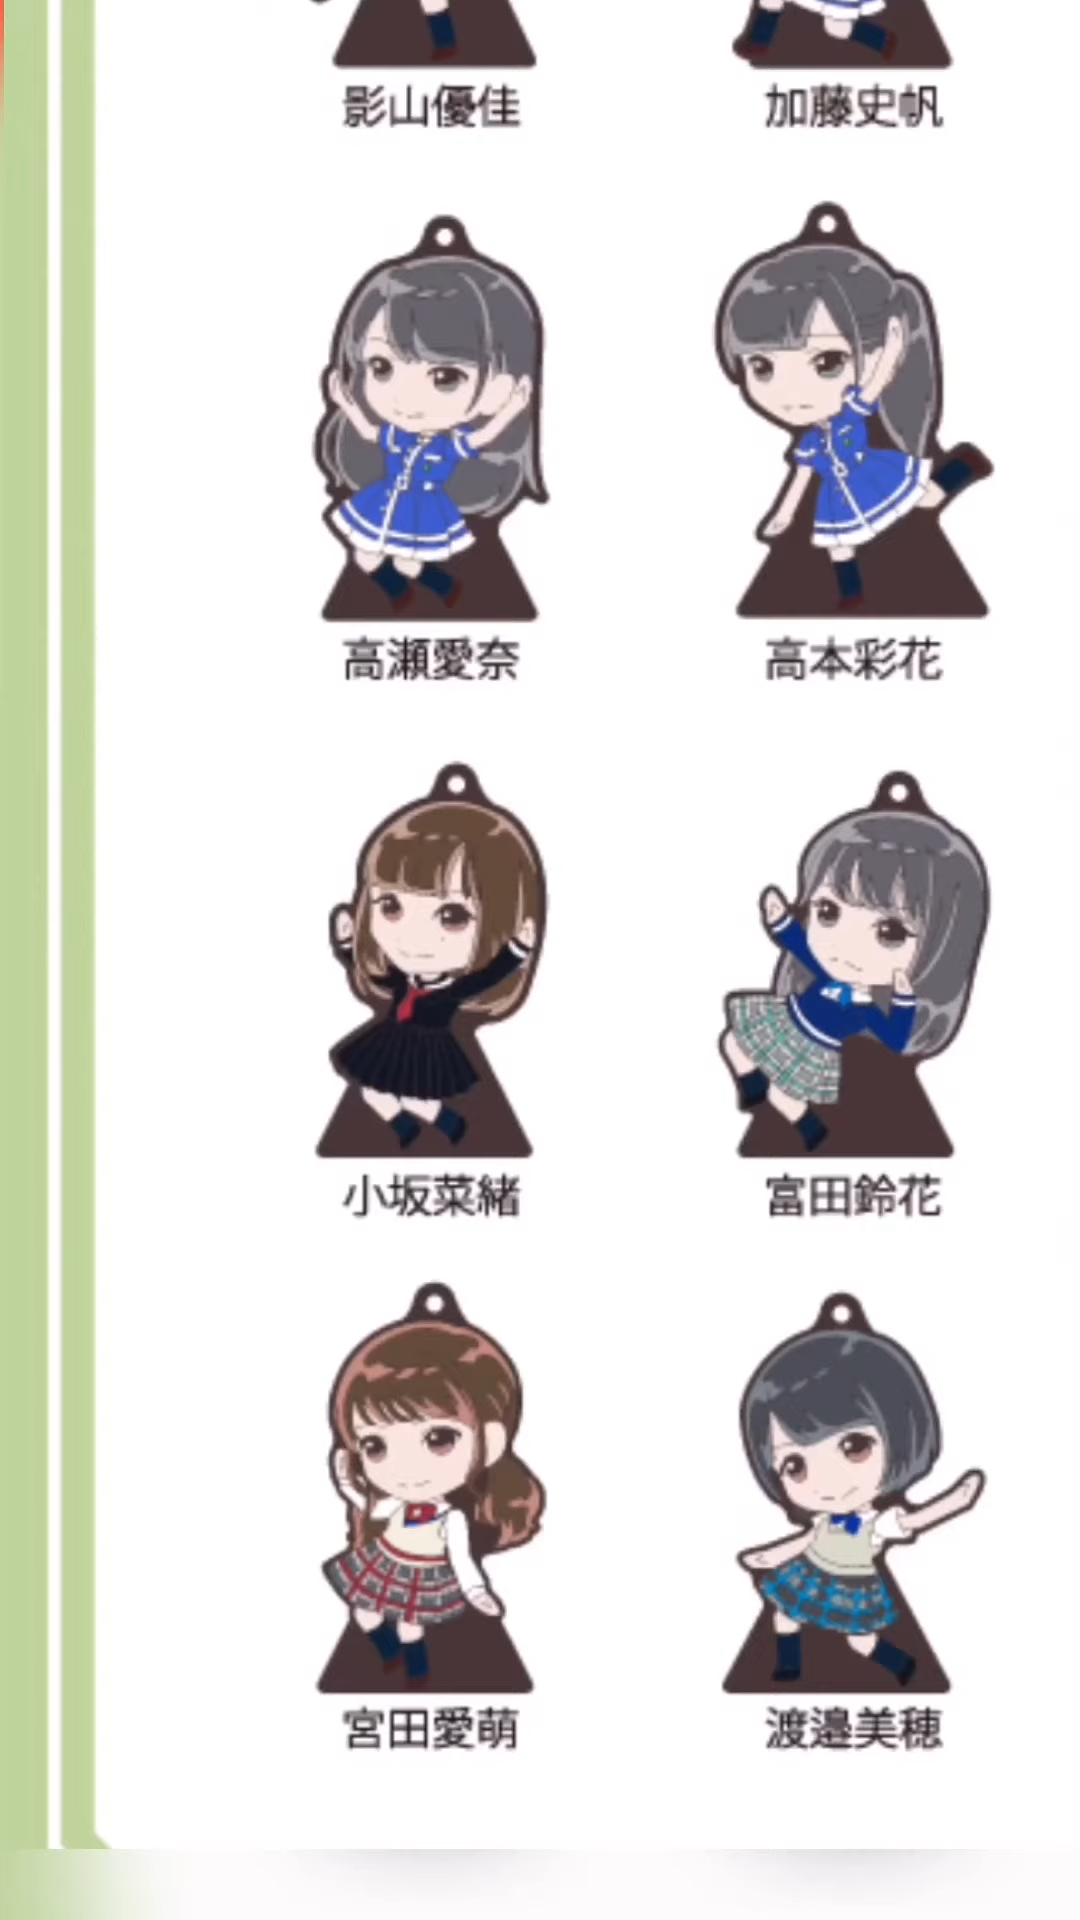 影山優佳
加藤史帆
高瀬愛奈
高本彩花
小坂菜緒
富田鈴花
宮田愛萌
渡邉美穂